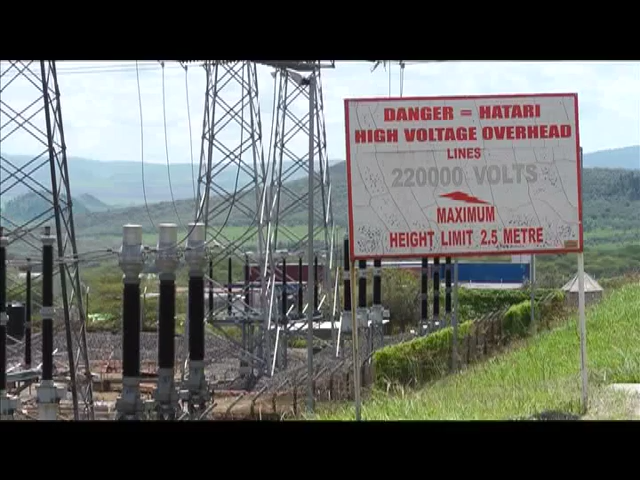 DANGER = HATARI
HIGH VOLTAGE OVERHEAD
LINES
220000 VOLTS
MAXIMUM
HEIGHT LIMIT 2.5 METRE